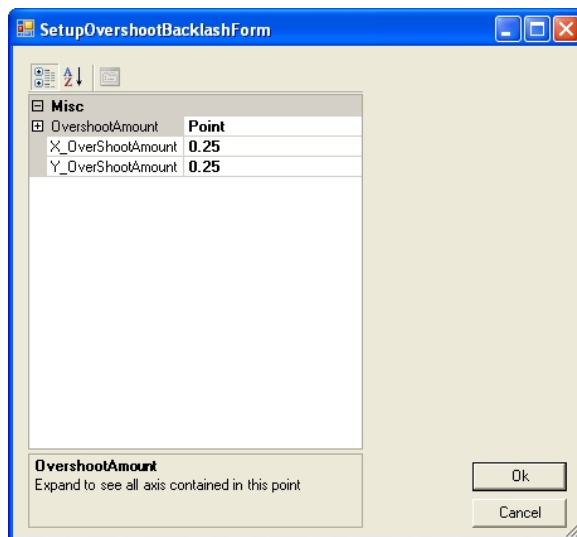 SetupOvershootBacklashForm
Misc
OvershootAmount Point
X_OverShootAmount 0.25
Y_OverShootAmount 0.25
OvershootAmount
Expand to see all axis contained in this point
Ok
Cancel